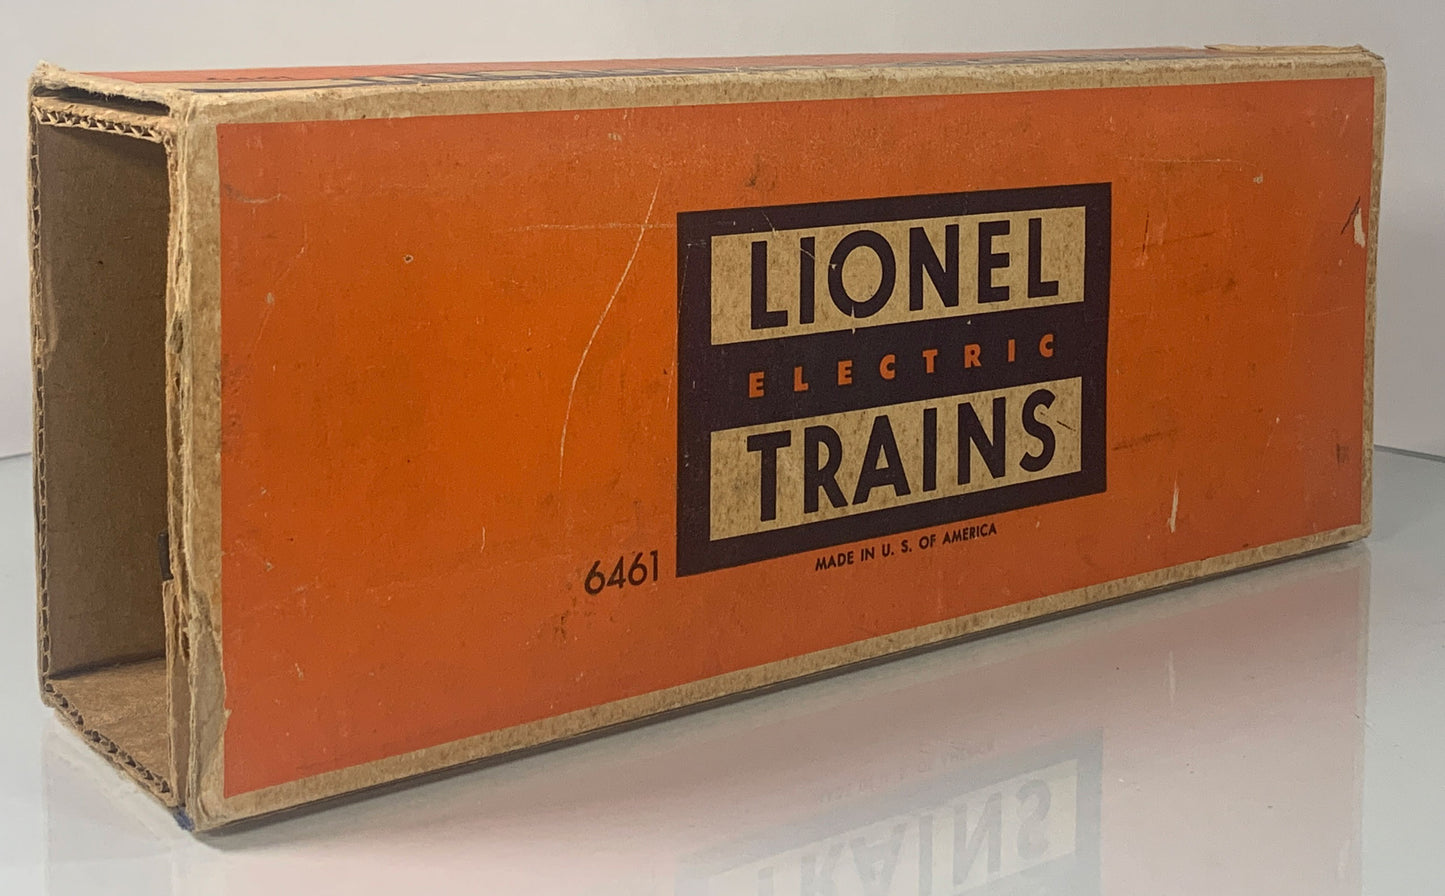 LIONEL
ELECTRIC
TRAINS
6461
MADE IN U. S. OF AMERICA